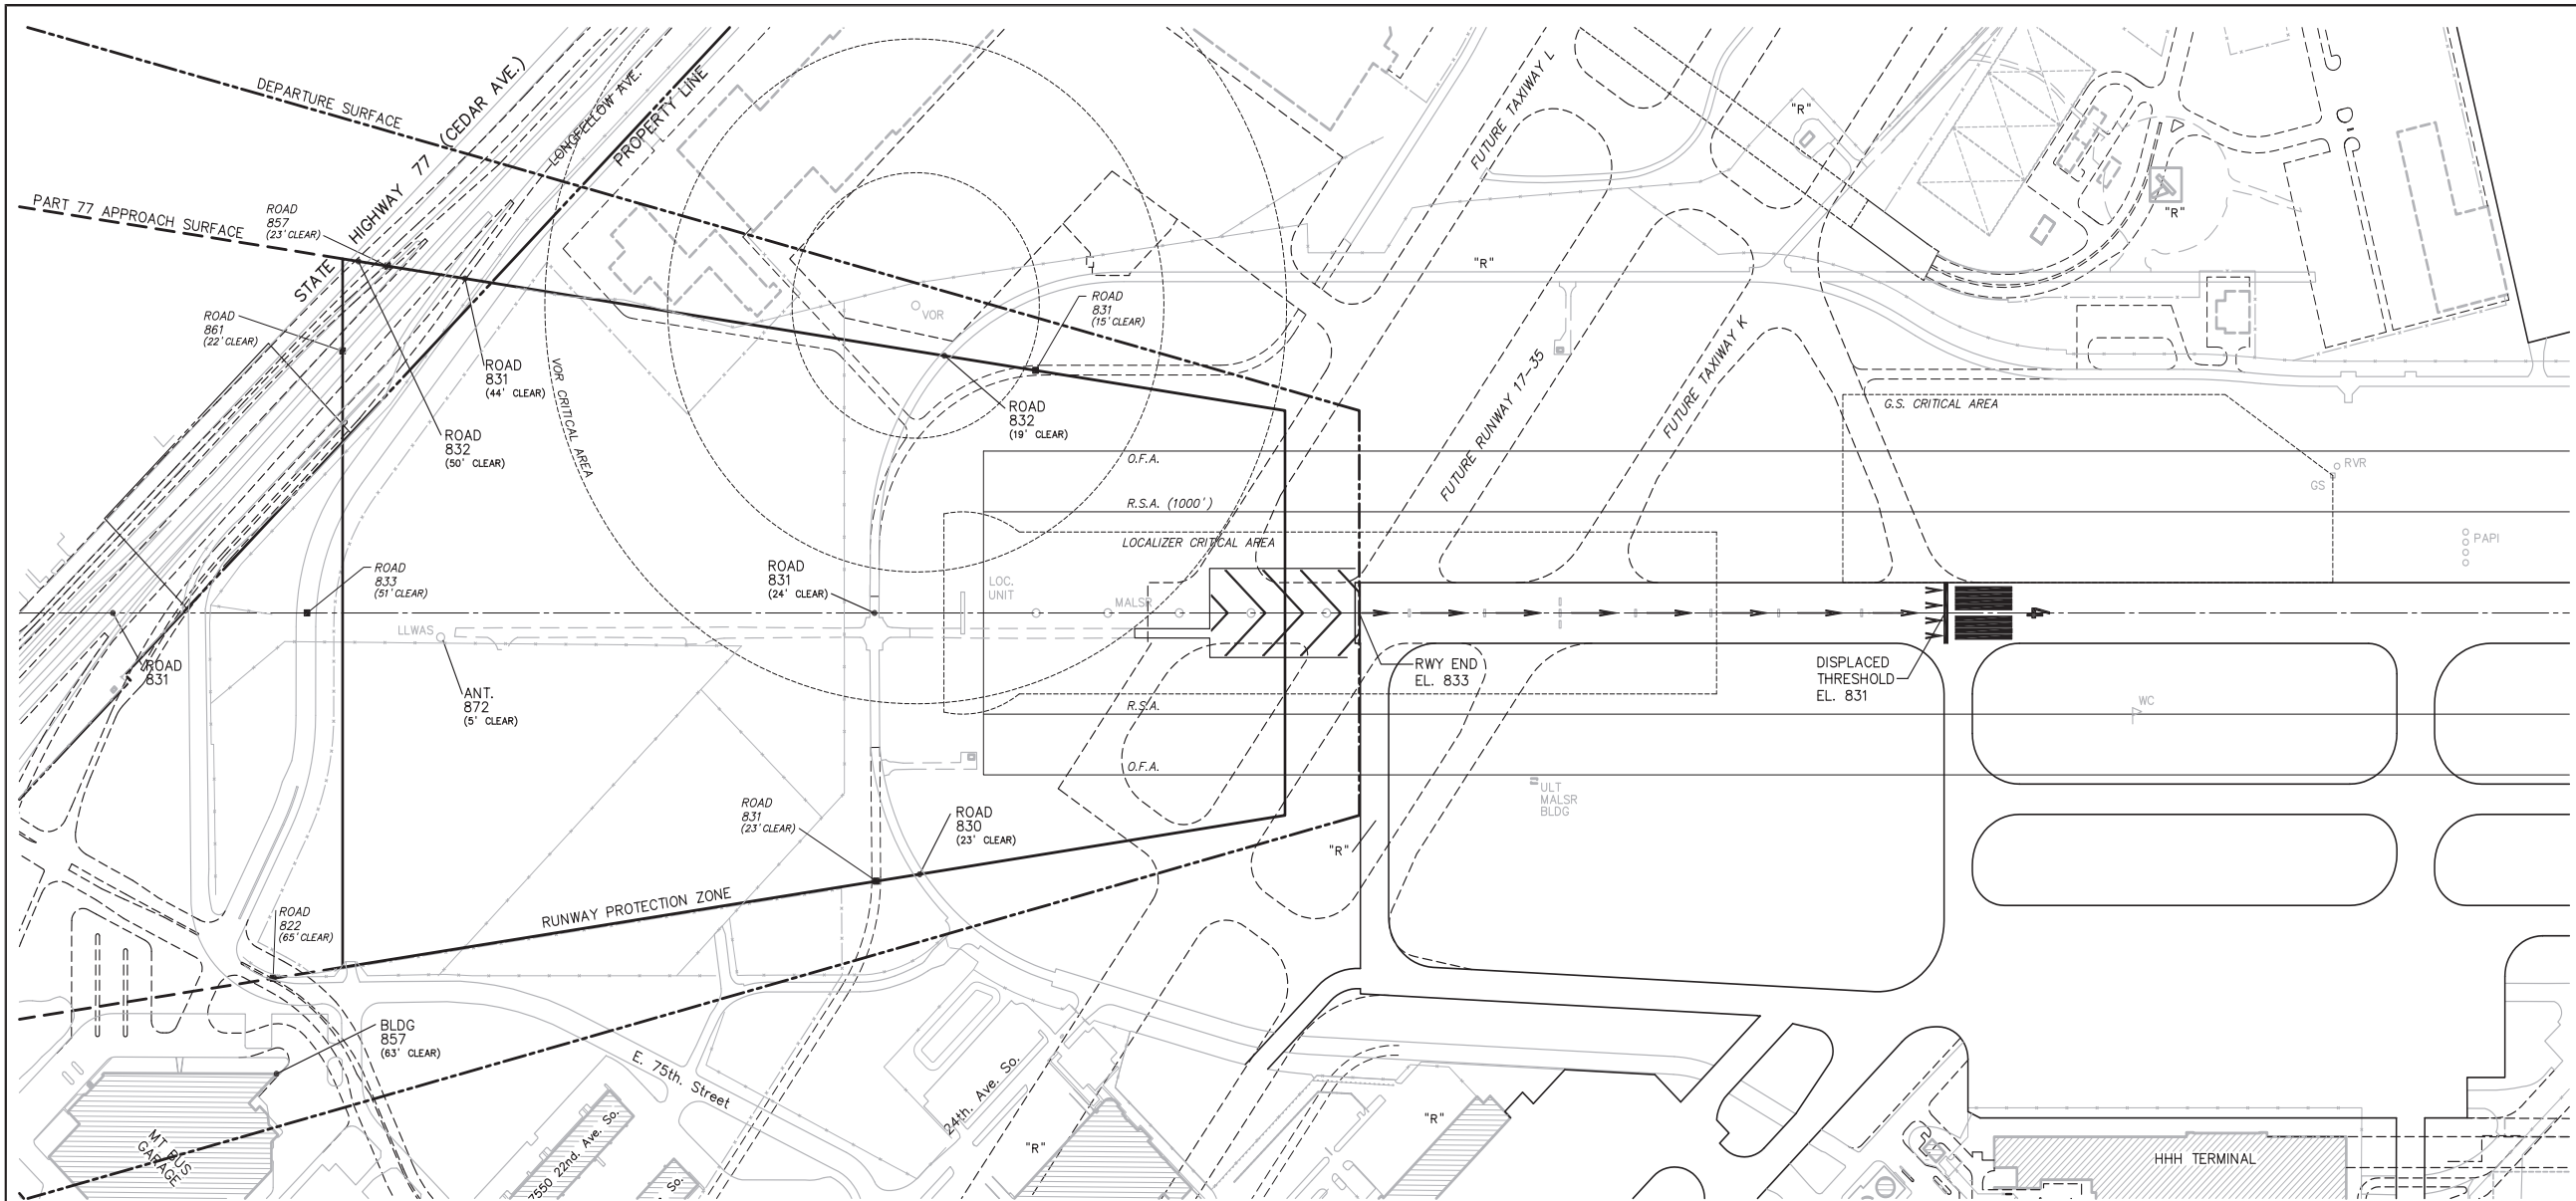 DEPARTURE SURFACE
PART 77 APPROACH SURFACE
STATE HIGHWAY 77 (CEDAR AVE.)
LONGFELLOW AVE.
PROPERTY LINE
ROAD
857
(23' CLEAR)
ROAD
861
(22' CLEAR)
ROAD
831
(44' CLEAR)
ROAD
832
(50' CLEAR)
VOR CRITICAL AREA
VOR
ROAD
831
(15' CLEAR)
ROAD
832
(19' CLEAR)
FUTURE TAXIWAY L
FUTURE RUNWAY 17-35
FUTURE TAXIWAY K
"R"
"R"
"R"
G.S. CRITICAL AREA
RVR
GS
PAPI
O.F.A.
R.S.A. (1000')
LOCALIZER CRITICAL AREA
ROAD
833
(51' CLEAR)
ROAD
831
(24' CLEAR)
LOC.
UNIT
MALSR
LLWAS
ROAD
831
ANT.
872
(5' CLEAR)
RWY END
EL. 833
DISPLACED
THRESHOLD
EL. 831
4
WC
R.S.A.
O.F.A.
ULT
MALSR
BLDG
ROAD
831
(23' CLEAR)
ROAD
830
(23' CLEAR)
"R"
RUNWAY PROTECTION ZONE
ROAD
822
(65' CLEAR)
BLDG
857
(63' CLEAR)
MT BUS
GARAGE
E. 75th. Street
7550 22nd. Ave. So.
So.
24th. Ave. So.
"R"
"R"
HHH TERMINAL